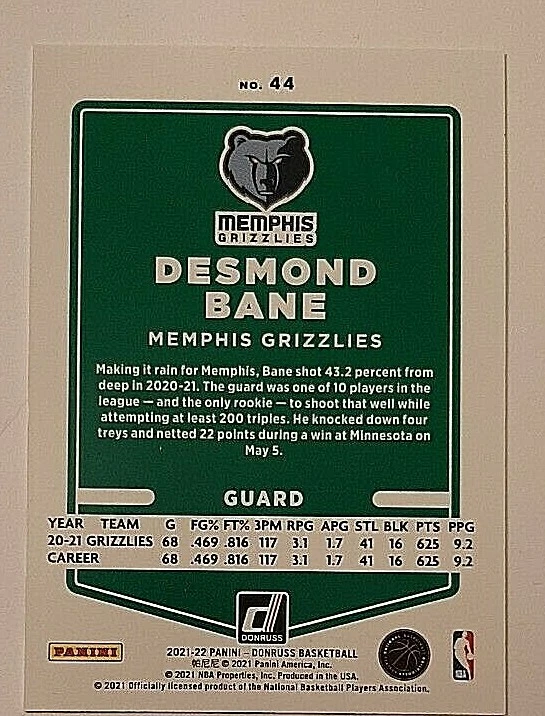 NO. 44
MEMPHIS
GRIZZLIES
DESMOND
BANE
MEMPHIS GRIZZLIES
Making it rain for Memphis, Bane shot 43.2 percent from
deep in 2020-21. The guard was one of 10 players in the
league — and the only rookie — to shoot that well while
attempting at least 200 triples. He knocked down four
treys and netted 22 points during a win at Minnesota on
May 5.
GUARD
YEAR TEAM G FG% FT% 3PM RPG APG STL BLK PTS PPG
20-21 GRIZZLIES 68 .469 .816 117 3.1 1.7 41 16 625 9.2
CAREER 68 .469 .816 117 3.1 1.7 41 16 625 9.2
DONRUSS
PANINI
2021-22 PANINI – DONRUSS BASKETBALL
帕尼尼 © 2021 Panini America, Inc.
© 2021 NBA Properties, Inc. Produced in the USA.
© 2021 Officially licensed product of the National Basketball Players Association.